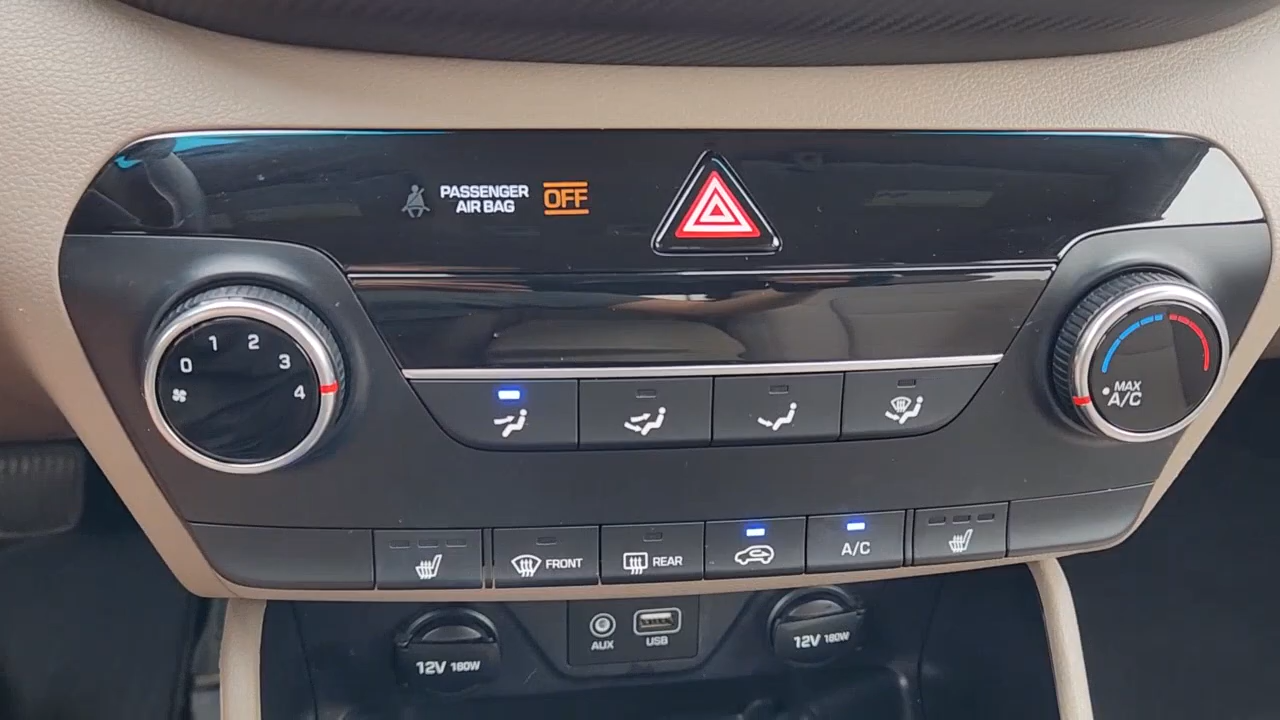 PASSENGER
AIR BAG
OFF
0 1 2 3 4
MAX
A/C
FRONT
REAR
A/C
12V 180W
AUX
USB
12V 180W